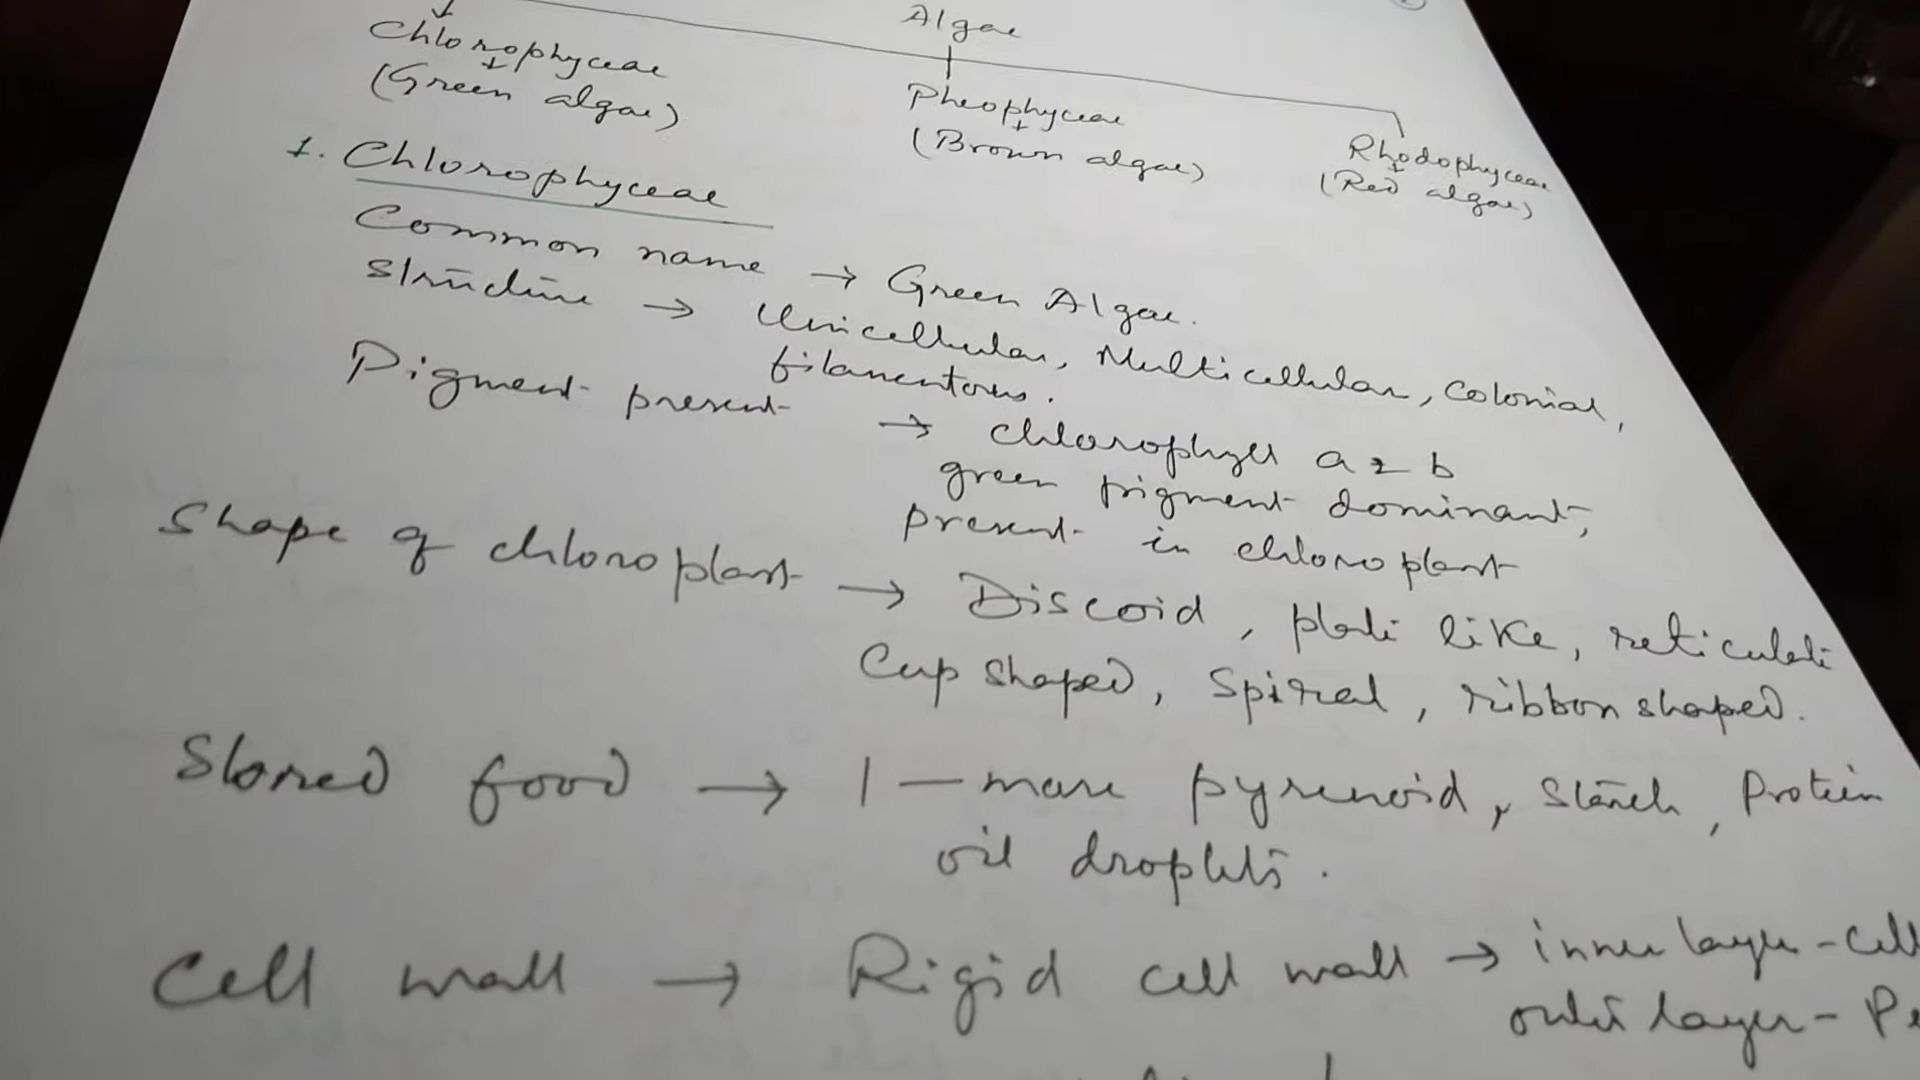 Algae
Chlorophyceae
(Green algae)
Pheophyceae
(Brown algae)
Rhodophyceae
(Red algae)
1. Chlorophyceae
Common name → Green Algae.
Structure → Unicellular, Multicellular, Colonial,
filamentous.
Pigment present → chlorophyll a & b
green pigment dominant,
present in chloroplast
Shape of chloroplast → Discoid, plate like, reticulate
Cup shaped, Spiral, ribbon shaped.
Stored food → 1 — more pyrenoid, starch, Protein
oil droplets.
Cell wall → Rigid cell wall → inner layer - Cell
outer layer - Pe